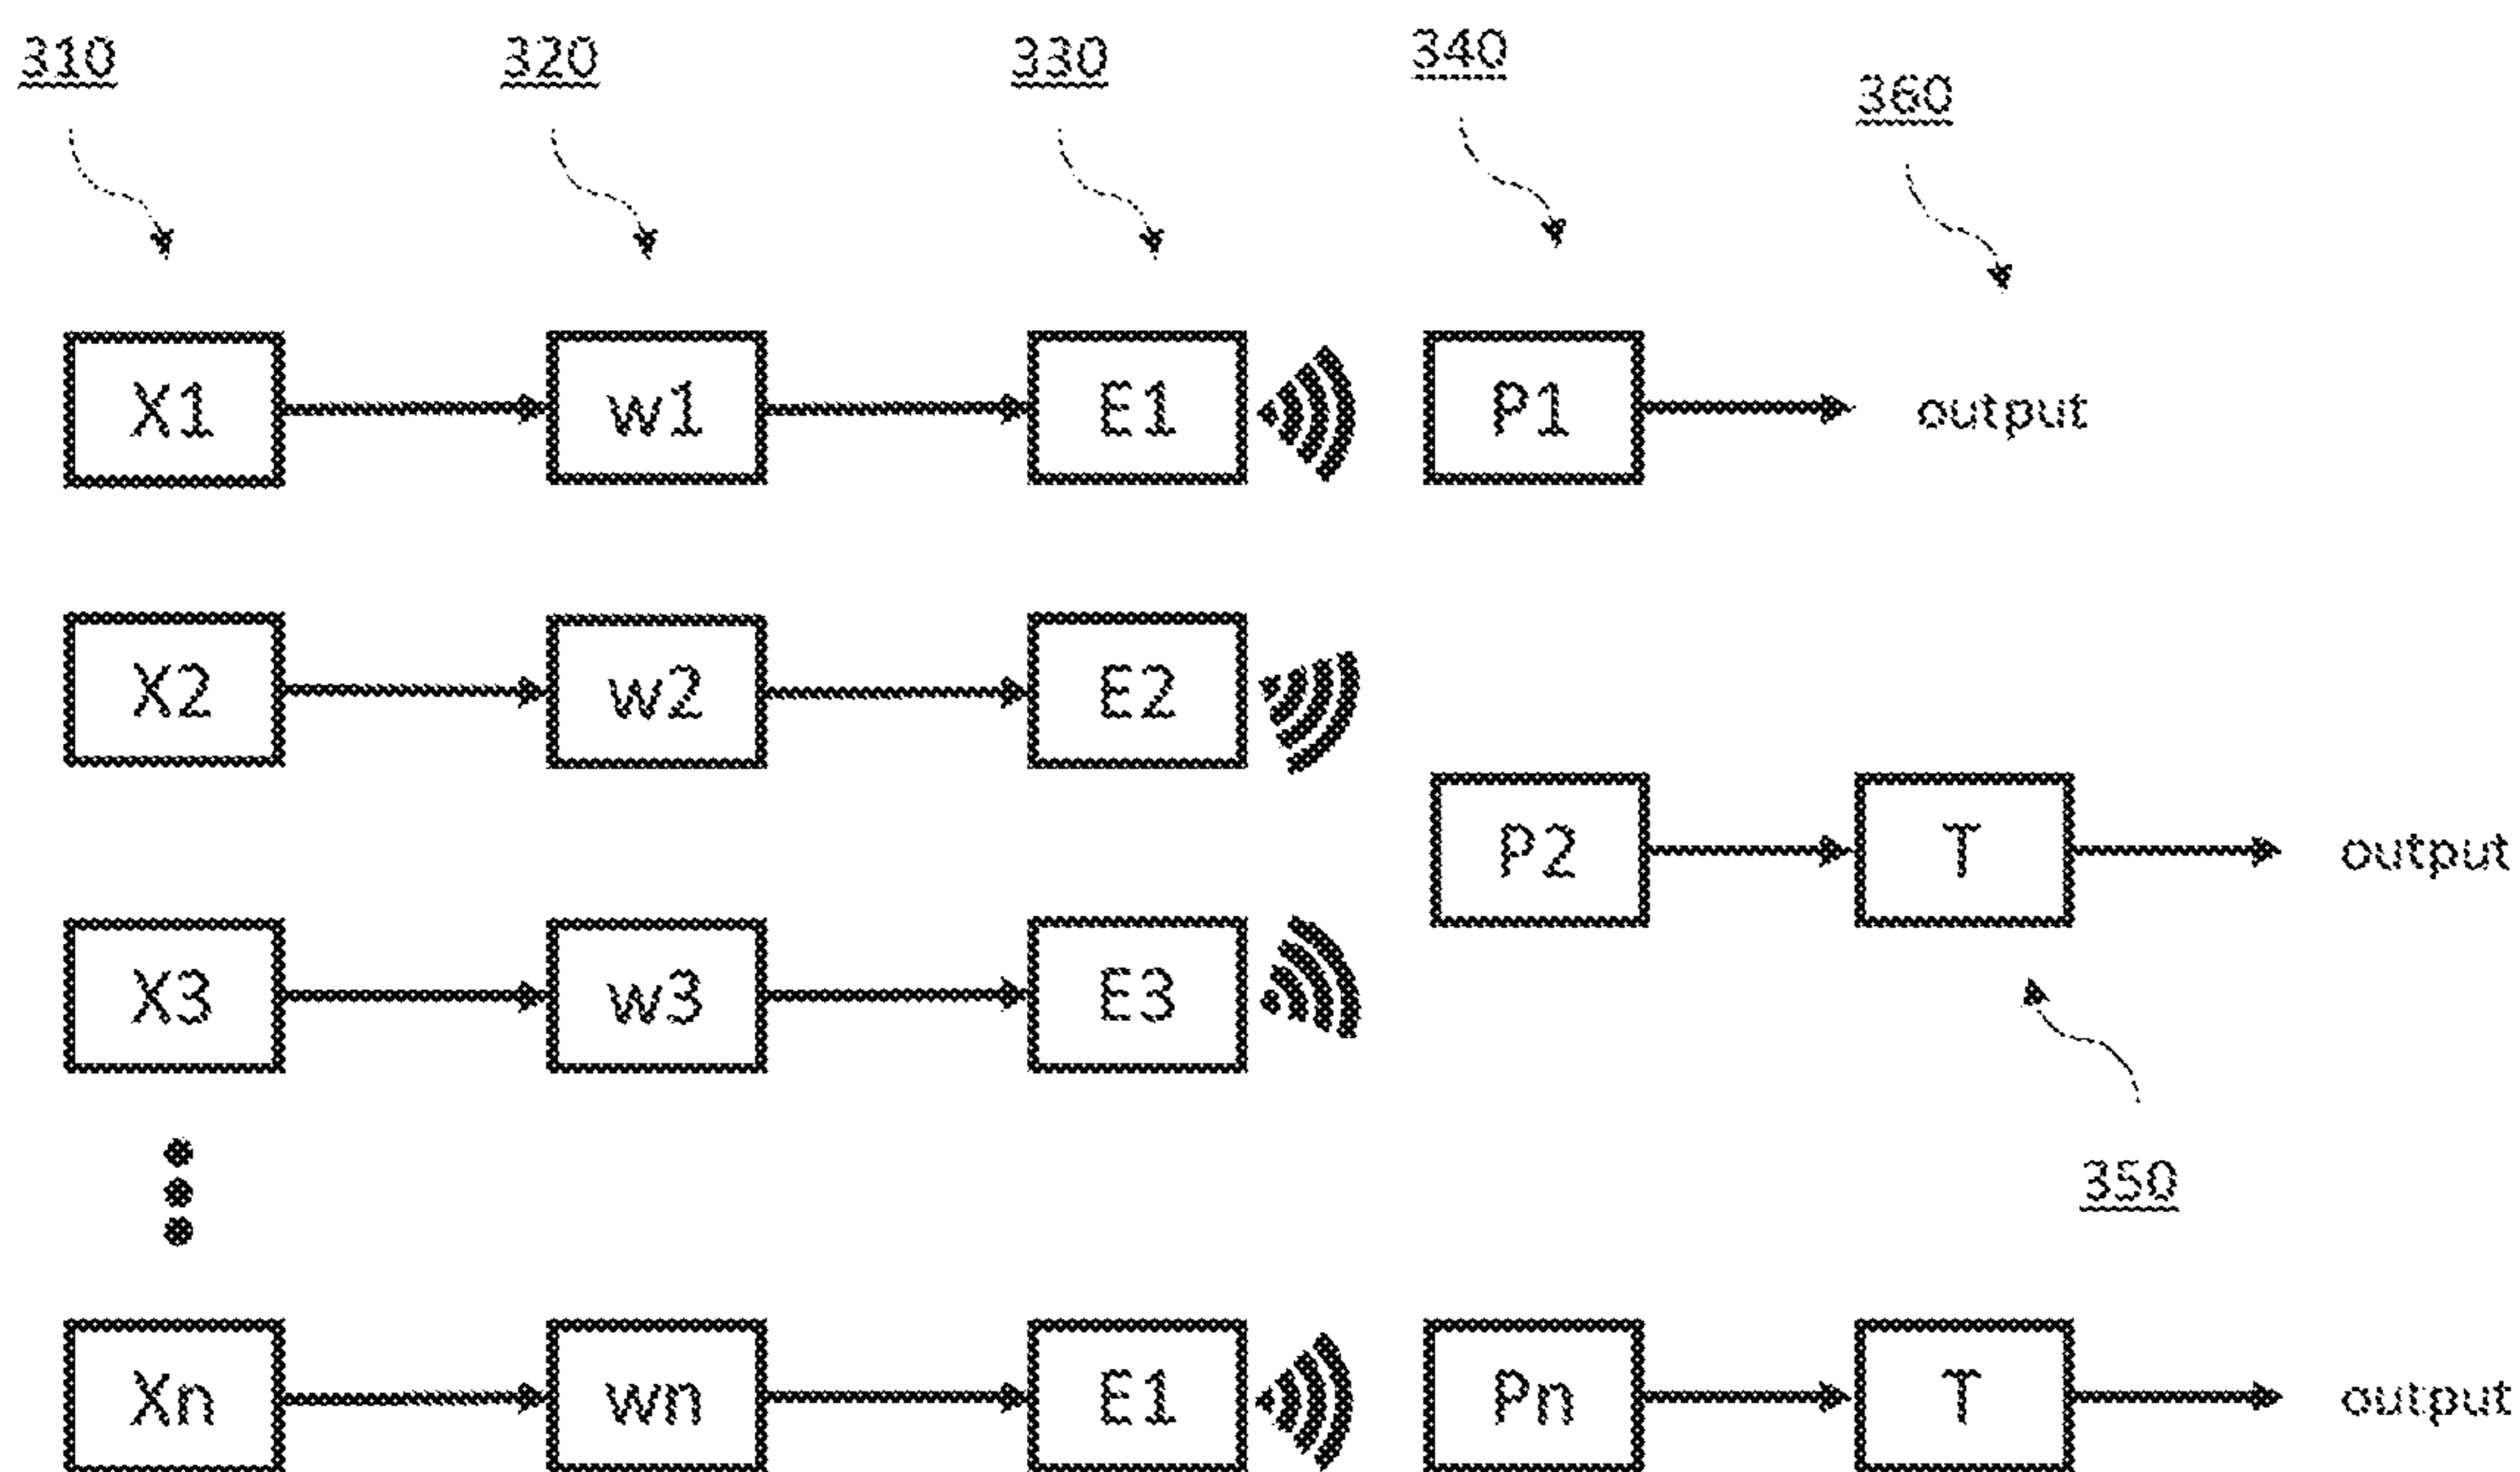 310 320 330 340
360
X1 w1 E1 P1 output
X2 w2 E2
P2 T output
X3 w3 E3
350
Xn wn E1 Pn T output